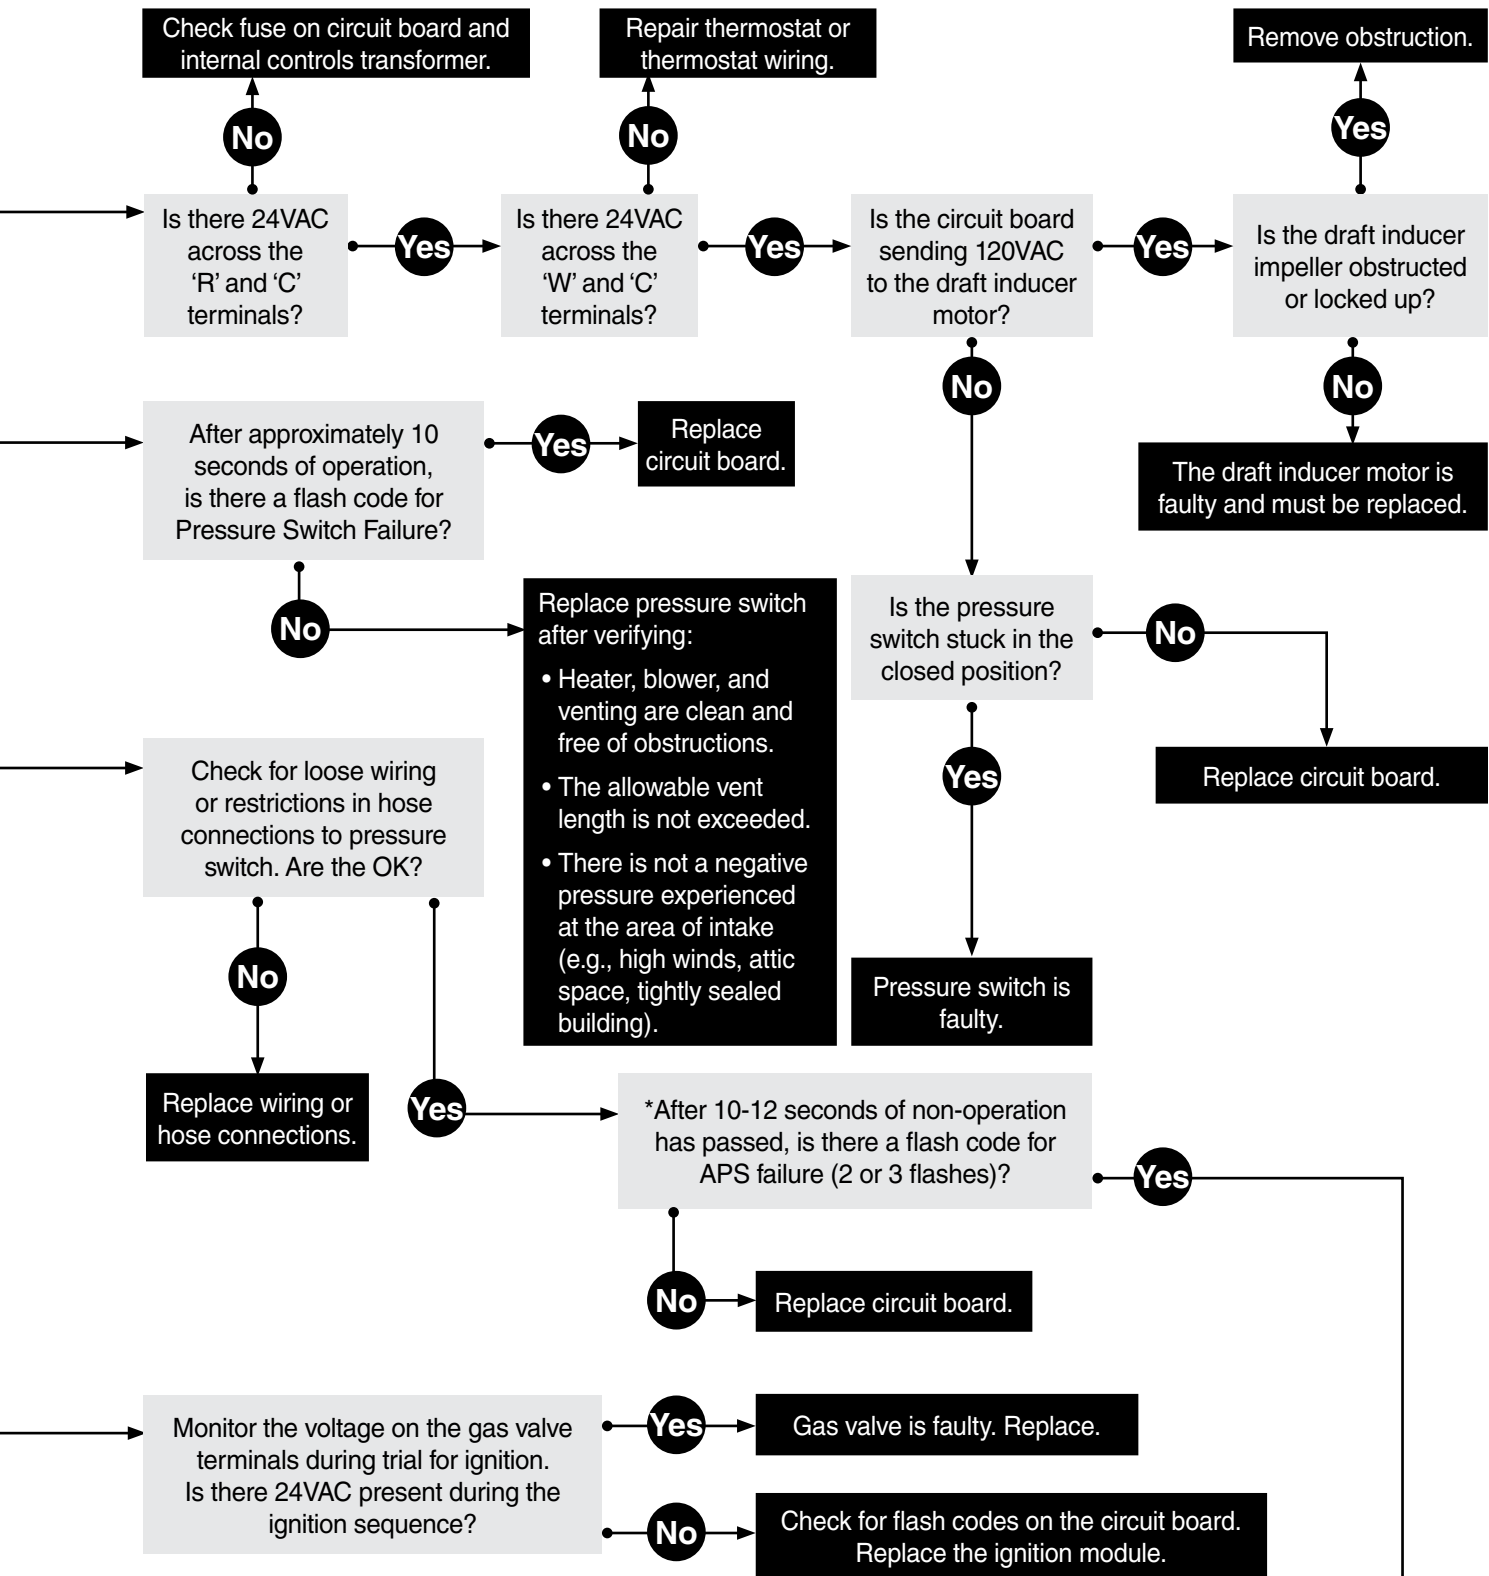 Check fuse on circuit board and
internal controls transformer.
Repair thermostat or
thermostat wiring.
Remove obstruction.
No
No
Yes
Is there 24VAC
across the
‘R’ and ‘C’
terminals?
Yes
Is there 24VAC
across the
‘W’ and ‘C’
terminals?
Yes
Is the circuit board
sending 120VAC
to the draft inducer
motor?
Yes
Is the draft inducer
impeller obstructed
or locked up?
No
No
The draft inducer motor is
faulty and must be replaced.
After approximately 10
seconds of operation,
is there a flash code for
Pressure Switch Failure?
Yes
Replace
circuit board.
No
Replace pressure switch
after verifying:
• Heater, blower, and
venting are clean and
free of obstructions.
• The allowable vent
length is not exceeded.
• There is not a negative
pressure experienced
at the area of intake
(e.g., high winds, attic
space, tightly sealed
building).
Is the pressure
switch stuck in the
closed position?
No
Replace circuit board.
Yes
Pressure switch is
faulty.
Check for loose wiring
or restrictions in hose
connections to pressure
switch. Are the OK?
No
Replace wiring or
hose connections.
Yes
*After 10-12 seconds of non-operation
has passed, is there a flash code for
APS failure (2 or 3 flashes)?
Yes
No
Replace circuit board.
Monitor the voltage on the gas valve
terminals during trial for ignition.
Is there 24VAC present during the
ignition sequence?
Yes
Gas valve is faulty. Replace.
No
Check for flash codes on the circuit board.
Replace the ignition module.